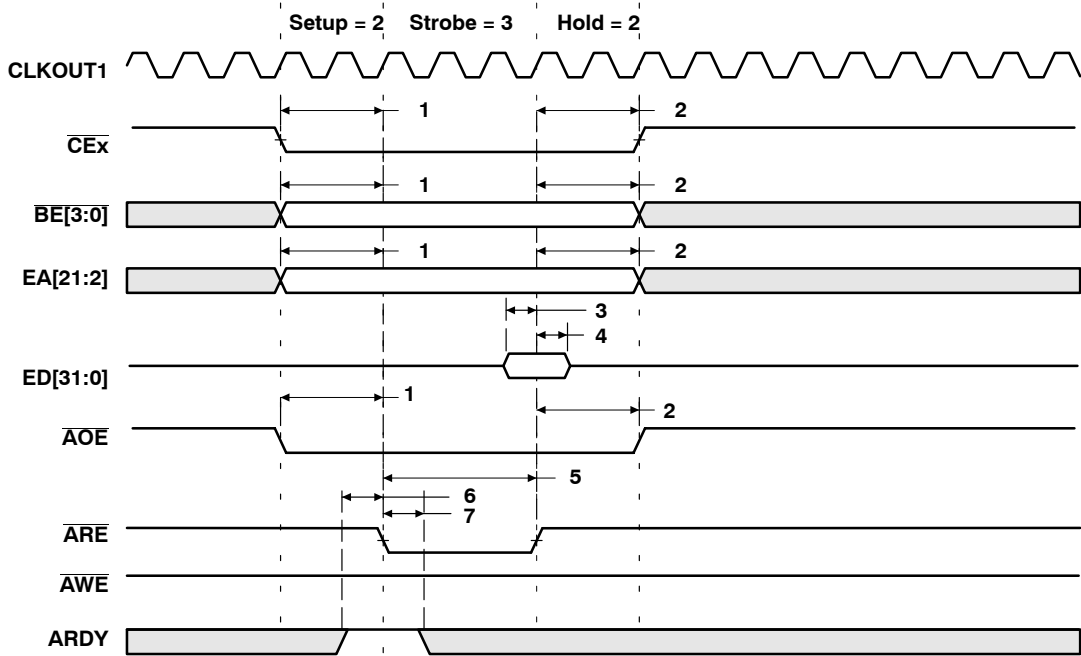 Setup = 2 Strobe = 3 Hold = 2
CLKOUT1
1 2
CEx
1 2
BE[3:0]
1 2
EA[21:2]
3
4
ED[31:0]
1
2
AOE
5
6
7
ARE
AWE
ARDY